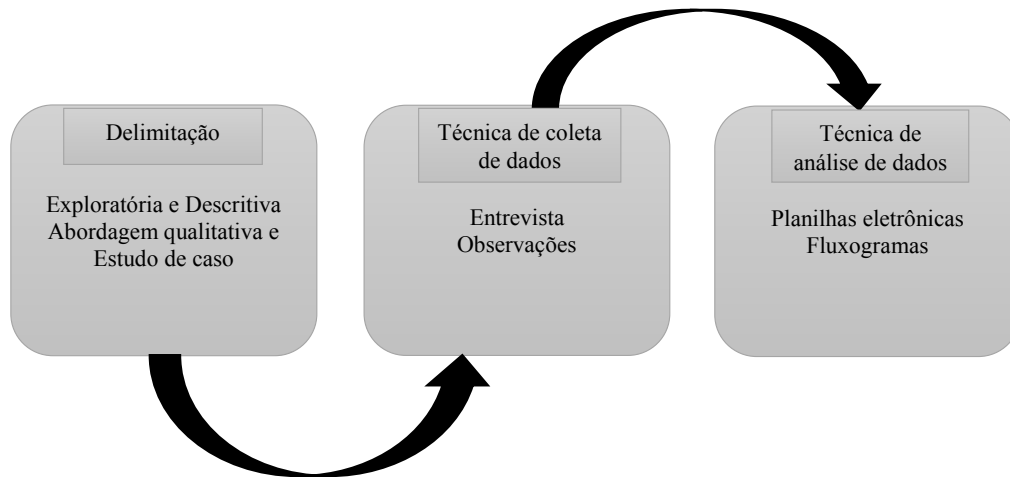 Delimitação
Exploratória e Descritiva
Abordagem qualitativa e
Estudo de caso
Técnica de coleta
de dados
Entrevista
Observações
Técnica de
análise de dados
Planilhas eletrônicas
Fluxogramas